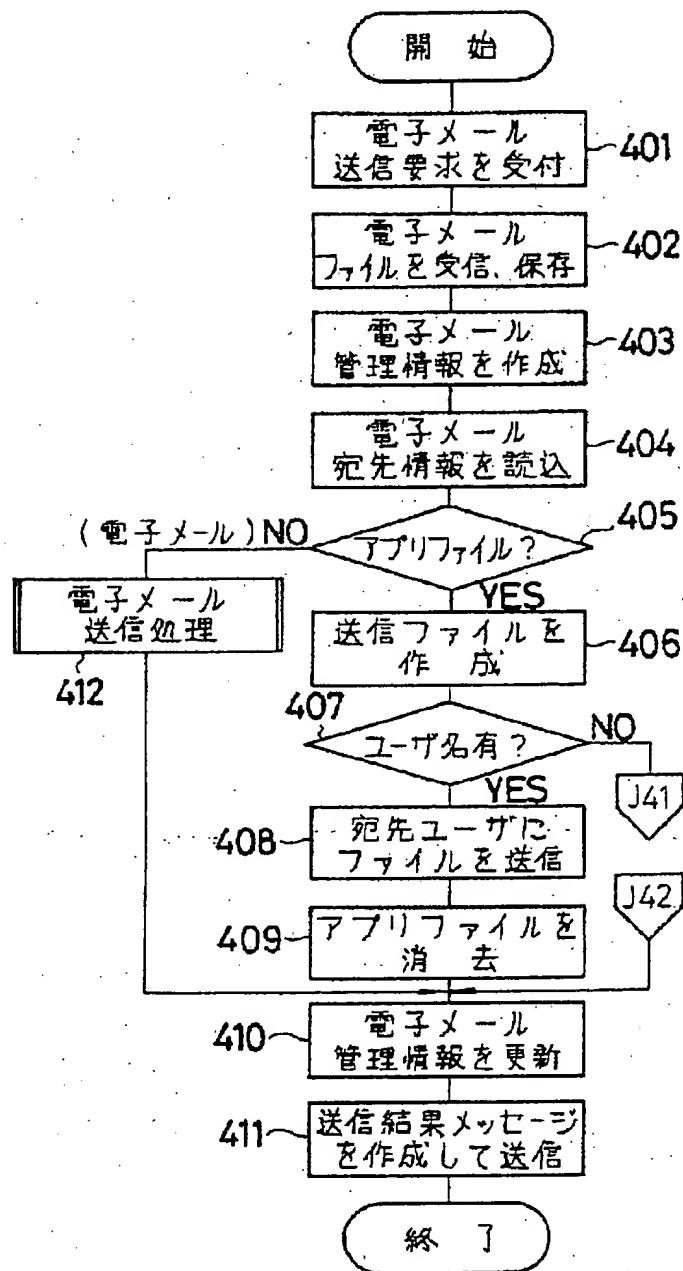 開 始
電子メール
送信要求を受付
401
電子メール
ファイルを受信、保存
402
電子メール
管理情報を作成
403
電子メール
宛先情報を読込
404
(電子メール) NO
アプリファイル?
405
YES
電子メール
送信処理
412
送信ファイルを
作 成
406
407
ユーザ名有?
NO
YES
J41
408
宛先ユーザに
ファイルを送信
J42
409
アプリファイルを
消 去
410
電子メール
管理情報を更新
411
送信結果メッセージ
を作成して送信
終 了